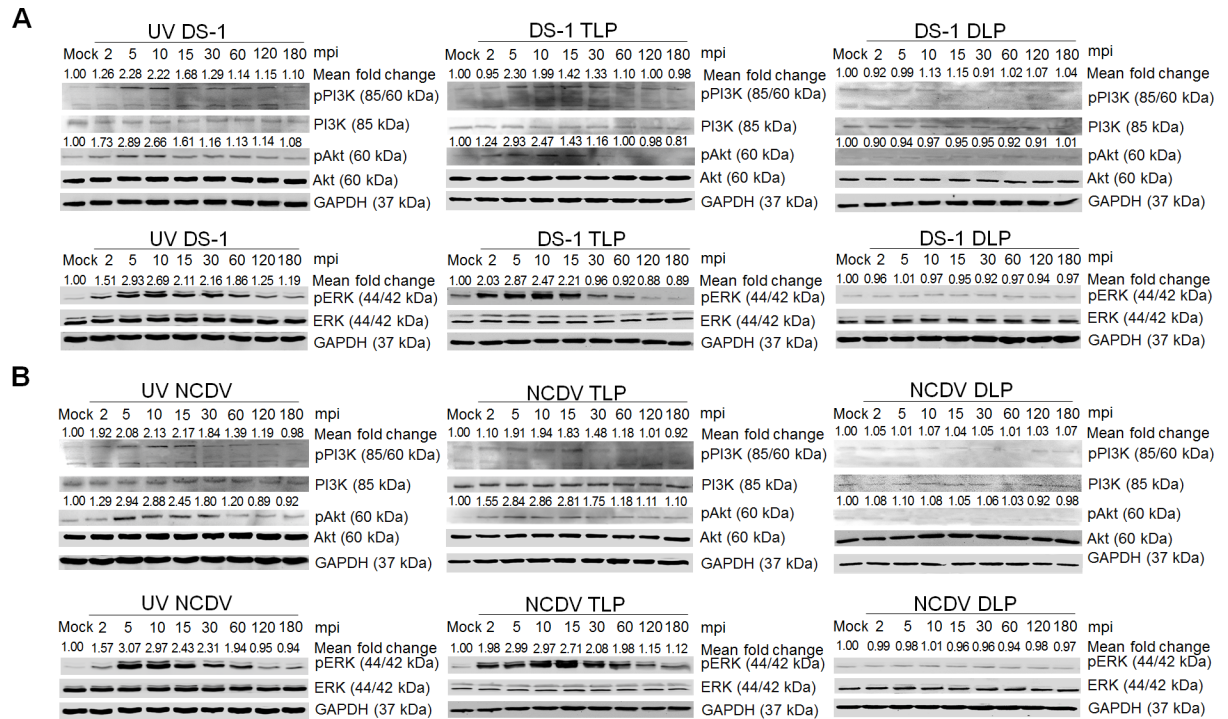 A
UV DS-1
Mock 2 5 10 15 30 60 120 180 mpi
1.00 1.26 2.28 2.22 1.68 1.29 1.14 1.15 1.10 Mean fold change
pPI3K (85/60 kDa)
PI3K (85 kDa)
1.00 1.73 2.89 2.66 1.61 1.16 1.13 1.14 1.08
pAkt (60 kDa)
Akt (60 kDa)
GAPDH (37 kDa)
DS-1 TLP
Mock 2 5 10 15 30 60 120 180 mpi
1.00 0.95 2.30 1.99 1.42 1.33 1.10 1.00 0.98 Mean fold change
pPI3K (85/60 kDa)
PI3K (85 kDa)
1.00 1.24 2.93 2.47 1.43 1.16 1.00 0.98 0.81
pAkt (60 kDa)
Akt (60 kDa)
GAPDH (37 kDa)
DS-1 DLP
Mock 2 5 10 15 30 60 120 180 mpi
1.00 0.92 0.99 1.13 1.15 0.91 1.02 1.07 1.04 Mean fold change
pPI3K (85/60 kDa)
PI3K (85 kDa)
1.00 0.90 0.94 0.97 0.95 0.95 0.92 0.91 1.01
pAkt (60 kDa)
Akt (60 kDa)
GAPDH (37 kDa)
UV DS-1
Mock 2 5 10 15 30 60 120 180 mpi
1.00 1.51 2.93 2.69 2.11 2.16 1.86 1.25 1.19 Mean fold change
pERK (44/42 kDa)
ERK (44/42 kDa)
GAPDH (37 kDa)
DS-1 TLP
Mock 2 5 10 15 30 60 120 180 mpi
1.00 2.03 2.87 2.47 2.21 0.96 0.92 0.88 0.89 Mean fold change
pERK (44/42 kDa)
ERK (44/42 kDa)
GAPDH (37 kDa)
DS-1 DLP
Mock 2 5 10 15 30 60 120 180 mpi
1.00 0.96 1.01 0.97 0.95 0.92 0.97 0.94 0.97 Mean fold change
pERK (44/42 kDa)
ERK (44/42 kDa)
GAPDH (37 kDa)
B
UV NCDV
Mock 2 5 10 15 30 60 120 180 mpi
1.00 1.92 2.08 2.13 2.17 1.84 1.39 1.19 0.98 Mean fold change
pPI3K (85/60 kDa)
PI3K (85 kDa)
1.00 1.29 2.94 2.88 2.45 1.80 1.20 0.89 0.92
pAkt (60 kDa)
Akt (60 kDa)
GAPDH (37 kDa)
NCDV TLP
Mock 2 5 10 15 30 60 120 180 mpi
1.00 1.10 1.91 1.94 1.83 1.48 1.18 1.01 0.92 Mean fold change
pPI3K (85/60 kDa)
PI3K (85 kDa)
1.00 1.55 2.84 2.86 2.81 1.75 1.18 1.11 1.10
pAkt (60 kDa)
Akt (60 kDa)
GAPDH (37 kDa)
NCDV DLP
Mock 2 5 10 15 30 60 120 180 mpi
1.00 1.05 1.01 1.07 1.04 1.05 1.01 1.03 1.07 Mean fold change
pPI3K (85/60 kDa)
PI3K (85 kDa)
1.00 1.08 1.10 1.08 1.05 1.06 1.03 0.92 0.98
pAkt (60 kDa)
Akt (60 kDa)
GAPDH (37 kDa)
UV NCDV
Mock 2 5 10 15 30 60 120 180 mpi
1.00 1.57 3.07 2.97 2.43 2.31 1.94 0.95 0.94 Mean fold change
pERK (44/42 kDa)
ERK (44/42 kDa)
GAPDH (37 kDa)
NCDV TLP
Mock 2 5 10 15 30 60 120 180 mpi
1.00 1.98 2.99 2.97 2.71 2.08 1.98 1.15 1.12 Mean fold change
pERK (44/42 kDa)
ERK (44/42 kDa)
GAPDH (37 kDa)
NCDV DLP
Mock 2 5 10 15 30 60 120 180 mpi
1.00 0.99 0.98 1.01 0.96 0.96 0.94 0.98 0.97 Mean fold change
pERK (44/42 kDa)
ERK (44/42 kDa)
GAPDH (37 kDa)